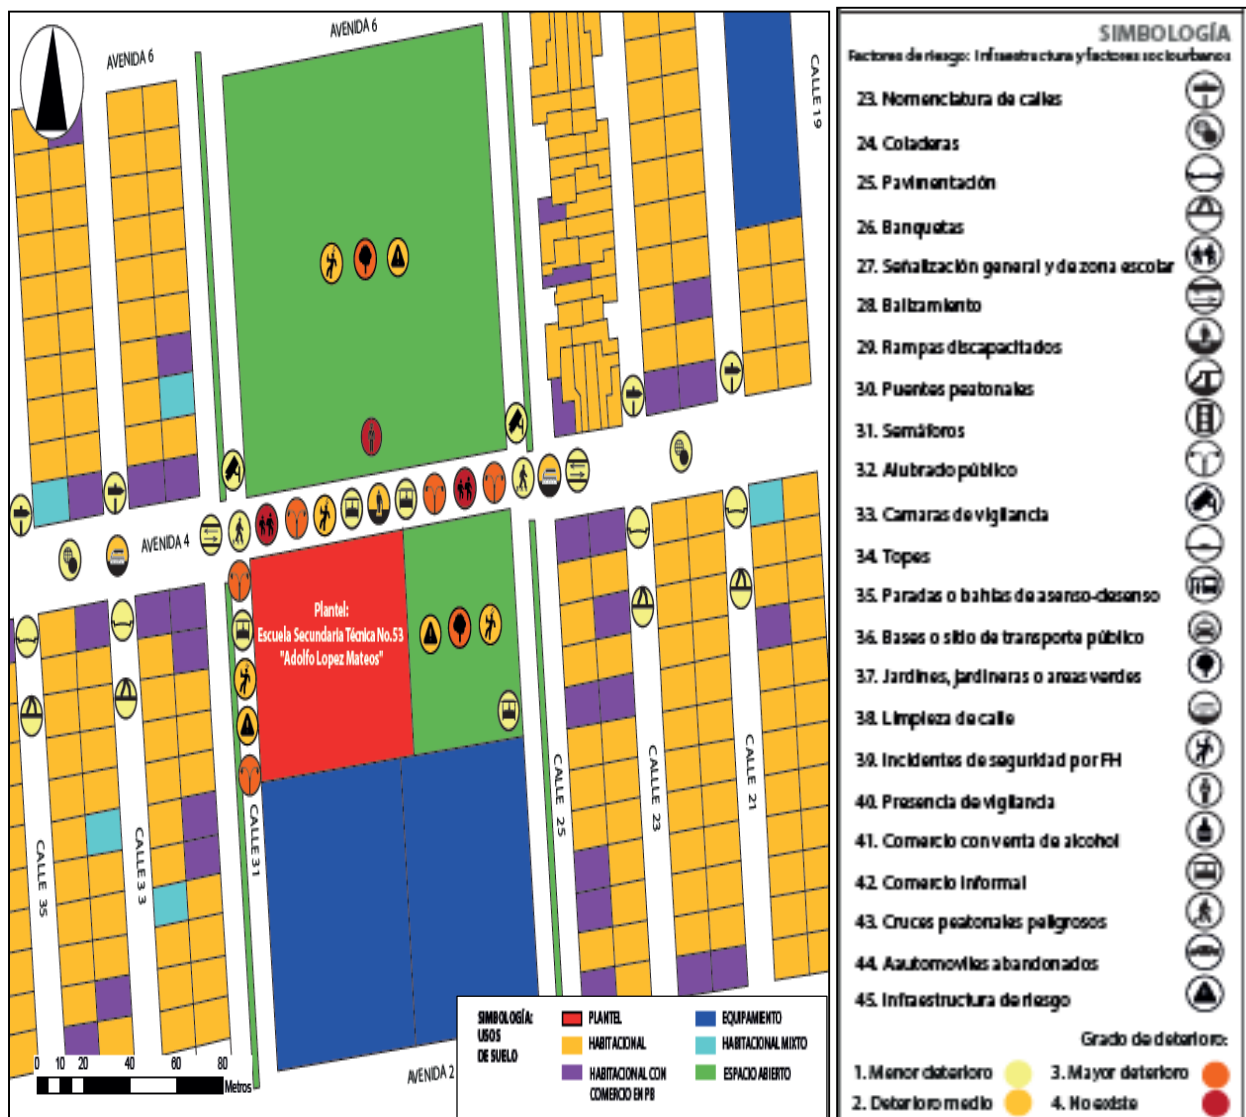 AVENIDA 6
AVENIDA 6
CALLE 19
AVENIDA 4
Plantel:
Escuela Secundaria Técnica No.53
"Adolfo Lopez Mateos"
CALLE 35
CALLE 33
CALLE 31
CALLE 25
CALLE 23
CALLE 21
AVENIDA 2
0 10 20 40 60 80
Metros
SIMBOLOGÍA:
USOS
DE SUELO
PLANTEL
HABITACIONAL
HABITACIONAL CON
COMERCIO EN PB
EQUIPAMIENTO
HABITACIONAL MIXTO
ESPACIO ABIERTO
SIMBOLOGÍA
Factores de riesgo: Infraestructura y factores sociourbanos
23. Nomenclatura de calles
24. Coladeras
25. Pavimentación
26. Banquetas
27. Señalización general y de zona escolar
28. Balizamiento
29. Rampas discapacitados
30. Puentes peatonales
31. Semáforos
32. Alubrado público
33. Camaras de vigilancia
34. Topes
35. Paradas o bahías de asenso-desenso
36. Bases o sitio de transporte público
37. Jardines, jardineras o areas verdes
38. Limpieza de calle
39. Incidentes de seguridad por FH
40. Presencia de vigilancia
41. Comercio con venta de alcohol
42. Comercio Informal
43. Cruces peatonales peligrosos
44. Aautomoviles abandonados
45. Infraestructura de riesgo
Grado de deterioro:
1. Menor deterioro
2. Deterioro medio
3. Mayor deterioro
4. No existe